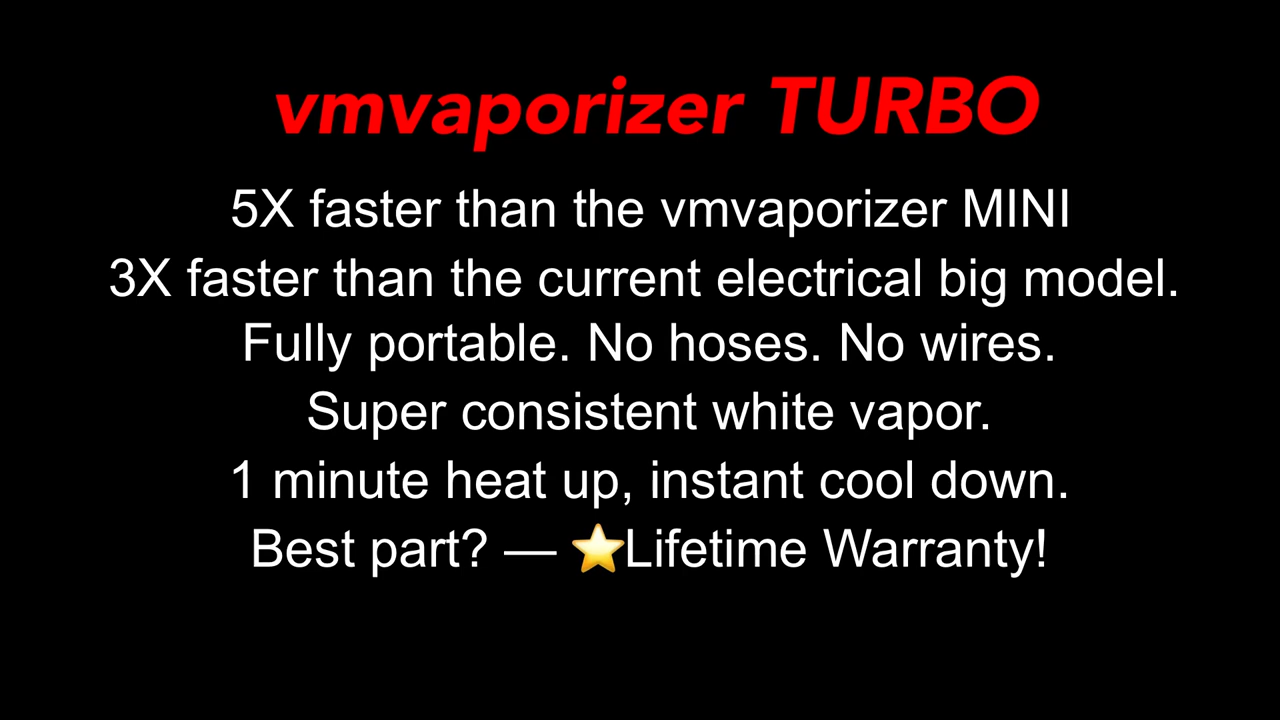 vmvaporizer TURBO
5X faster than the vmvaporizer MINI
3X faster than the current electrical big model.
Fully portable. No hoses. No wires.
Super consistent white vapor.
1 minute heat up, instant cool down.
Best part? — ⭐Lifetime Warranty!